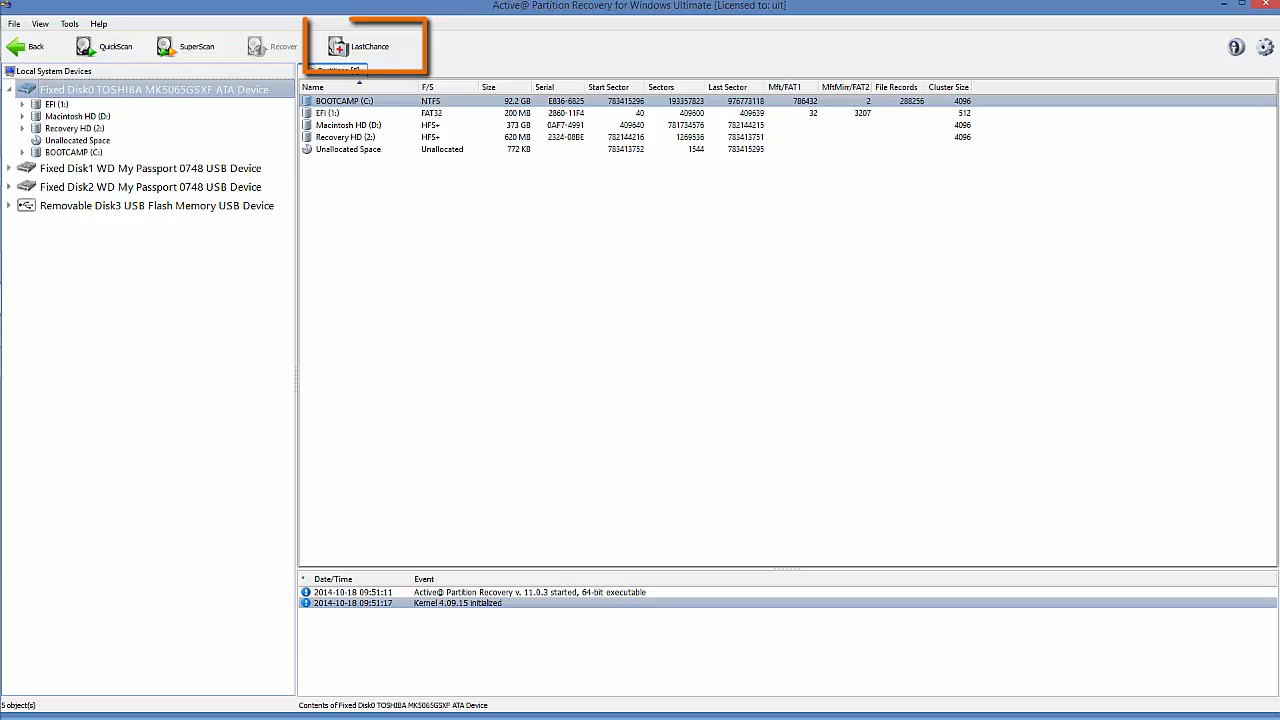 Active@ Partition Recovery for Windows Ultimate [Licensed to: ult]
File View Tools Help
Back QuickScan SuperScan Recover LastChance
Local System Devices
Fixed Disk0 TOSHIBA MK5065GSXF ATA Device
EFI (1:)
Macintosh HD (D:)
Recovery HD (2:)
Unallocated Space
BOOTCAMP (C:)
Fixed Disk1 WD My Passport 0748 USB Device
Fixed Disk2 WD My Passport 0748 USB Device
Removable Disk3 USB Flash Memory USB Device
Name F/S Size Serial Start Sector Sectors Last Sector Mft/FAT1 MftMirr/FAT2 File Records Cluster Size
BOOTCAMP (C:) NTFS 92.2 GB E836-6825 783415296 193357823 976773118 786432 2 288256 4096
EFI (1:) FAT32 200 MB 2860-11F4 40 409600 409639 32 3207 512
Macintosh HD (D:) HFS+ 373 GB 0AF7-4991 409640 781734576 782144215 4096
Recovery HD (2:) HFS+ 620 MB 2324-08BE 782144216 1269536 783413751 4096
Unallocated Space Unallocated 772 KB 783413752 1544 783415295
* Date/Time Event
2014-10-18 09:51:11 Active@ Partition Recovery v. 11.0.3 started, 64-bit executable
2014-10-18 09:51:17 Kernel 4.09.15 initialized
5 object(s) Contents of Fixed Disk0 TOSHIBA MK5065GSXF ATA Device